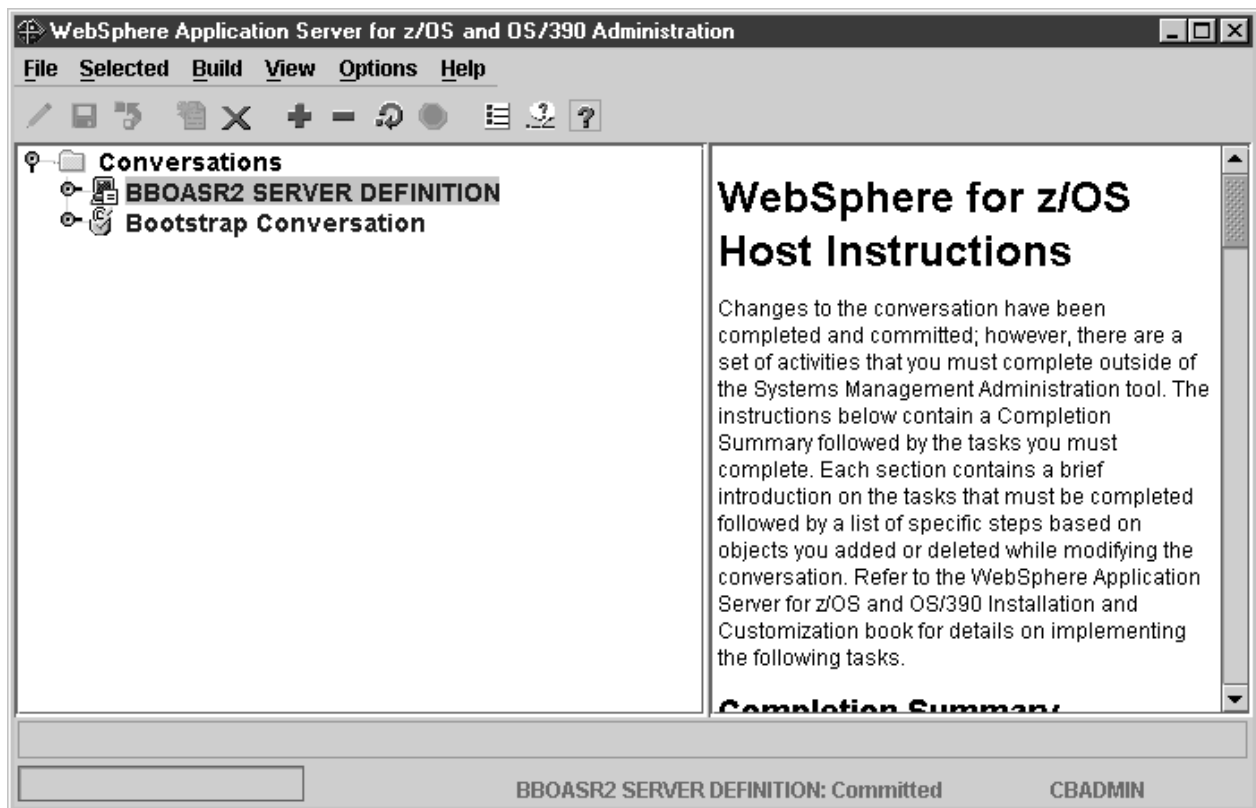 WebSphere Application Server for z/OS and OS/390 Administration
File Selected Build View Options Help
Conversations
BBOASR2 SERVER DEFINITION
Bootstrap Conversation
WebSphere for z/OS
Host Instructions
Changes to the conversation have been
completed and committed; however, there are a
set of activities that you must complete outside of
the Systems Management Administration tool. The
instructions below contain a Completion
Summary followed by the tasks you must
complete. Each section contains a brief
introduction on the tasks that must be completed
followed by a list of specific steps based on
objects you added or deleted while modifying the
conversation. Refer to the WebSphere Application
Server for z/OS and OS/390 Installation and
Customization book for details on implementing
the following tasks.
Completion Summary
BBOASR2 SERVER DEFINITION: Committed CBADMIN